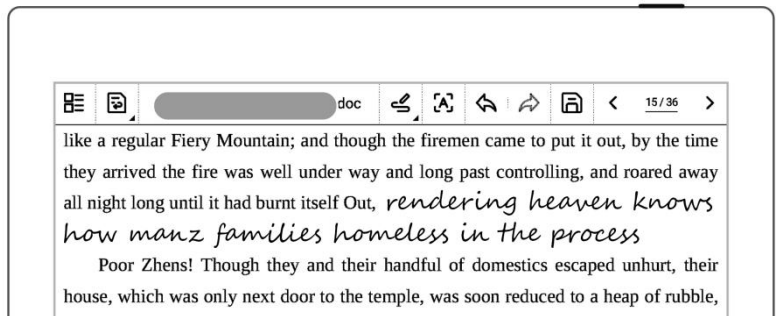 doc 15/36
like a regular Fiery Mountain; and though the firemen came to put it out, by the time
they arrived the fire was well under way and long past controlling, and roared away
all night long until it had burnt itself Out, rendering heaven knows
how manz families homeless in the process
Poor Zhens! Though they and their handful of domestics escaped unhurt, their
house, which was only next door to the temple, was soon reduced to a heap of rubble,